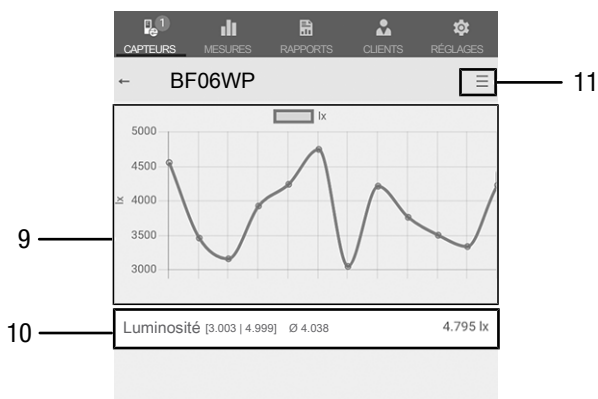 1
CAPTEURS MESURES RAPPORTS CLIENTS RÉGLAGES
← BF06WP ☰ 11
lx
5000
4500
4000
3500
3000
lx
9
10
Luminosité [3.003 | 4.999] Ø 4.038 4.795 lx